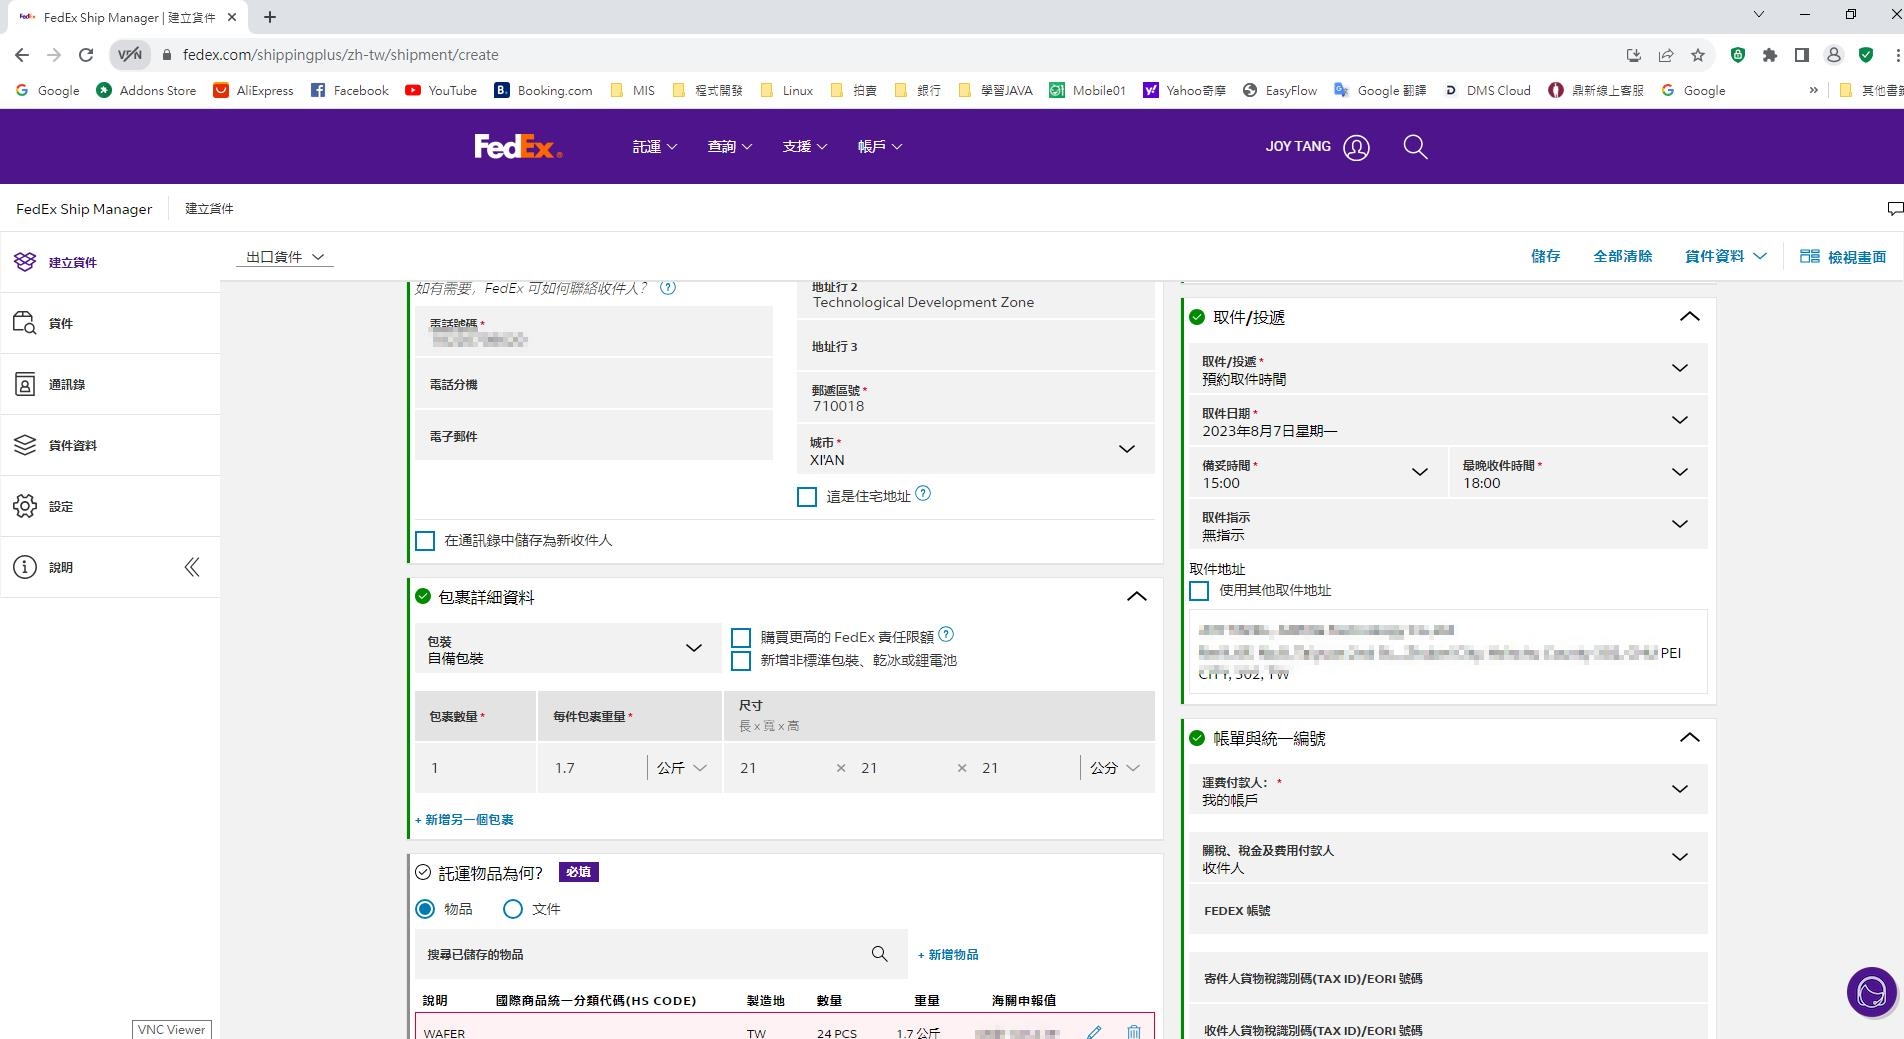 FedEx Ship Manager | 建立貨件
VPN
fedex.com/shippingplus/zh-tw/shipment/create
Google Addons Store AliExpress Facebook YouTube Booking.com MIS 程式開發 Linux 拍賣 銀行 學習JAVA Mobile01 Yahoo奇摩 EasyFlow Google 翻譯 DMS Cloud 鼎新線上客服 Google » 其他書籤
FedEx 託運 查詢 支援 帳戶 JOY TANG
FedEx Ship Manager 建立貨件
建立貨件
貨件
通訊錄
貨件資料
設定
說明
出口貨件 儲存 全部清除 貨件資料 檢視畫面
如有需要，FedEx 可如何聯絡收件人？
電話號碼*
電話分機
電子郵件
地址行 2
Technological Development Zone
地址行 3
郵遞區號*
710018
城市*
XI'AN
這是住宅地址
在通訊錄中儲存為新收件人
包裹詳細資料
包裝
自備包裝
購買更高的 FedEx 責任限額
新增非標準包裝、乾冰或鋰電池
包裹數量* 每件包裹重量* 尺寸
長 x 寬 x 高
1 1.7 公斤 21 × 21 × 21 公分
+ 新增另一個包裹
託運物品為何? 必填
物品 文件
搜尋已儲存的物品 + 新增物品
說明 國際商品統一分類代碼(HS CODE) 製造地 數量 重量 海關申報值
WAFER TW 24 PCS 1.7 公斤
取件/投遞
取件/投遞*
預約取件時間
取件日期*
2023年8月7日星期一
備妥時間*
15:00
最晚收件時間*
18:00
取件指示
無指示
取件地址
使用其他取件地址
PEI
CITY, 302, TW
帳單與統一編號
運費付款人： *
我的帳戶
關稅、稅金及費用付款人
收件人
FEDEX 帳號
寄件人貨物稅識別碼(TAX ID)/EORI 號碼
收件人貨物稅識別碼(TAX ID)/EORI 號碼
VNC Viewer